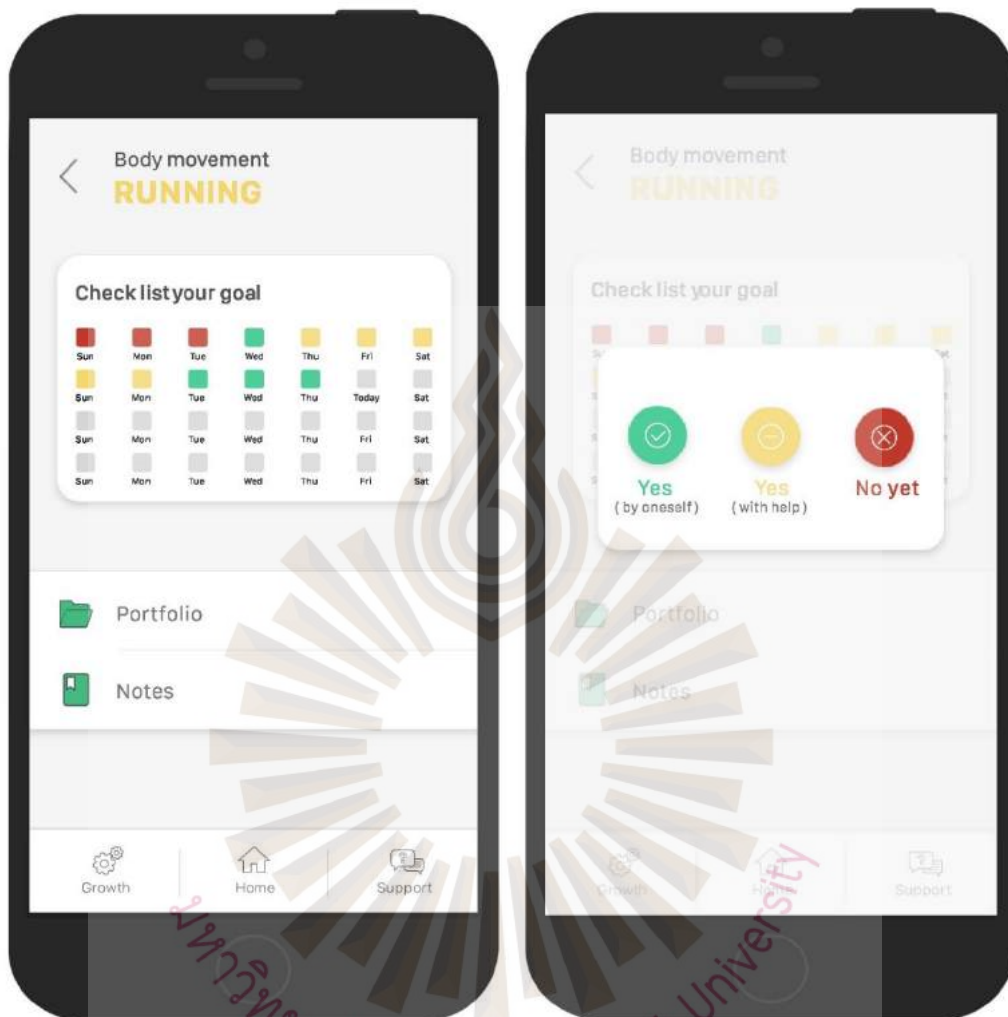 Body movement
RUNNING
Check list your goal
Sun Mon Tue Wed Thu Fri Sat
Sun Mon Tue Wed Thu Today Sat
Sun Mon Tue Wed Thu Fri Sat
Sun Mon Tue Wed Thu Fri Sat
Portfolio
Notes
Growth Home Support
Body movement
RUNNING
Check list your goal
Yes Yes No yet
(by oneself) (with help)
Portfolio
Notes
Growth Home Support
University